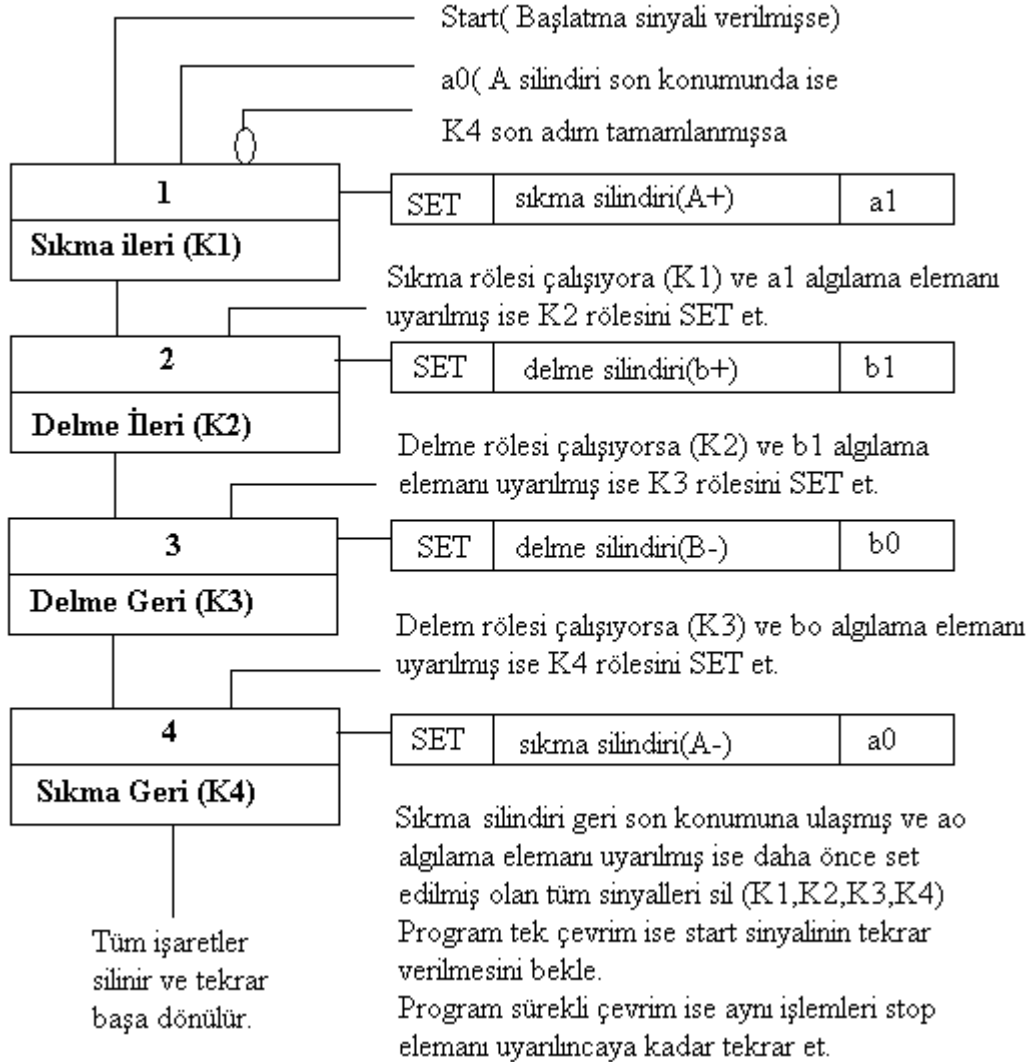 Start( Başlatma sinyali verilmişse)
a0( A silindiri son konumunda ise
K4 son adım tamamlanmışsa
1
SET sıkma silindiri(A+) a1
Sıkma ileri (K1)
Sıkma rölesi çalışıyora (K1) ve a1 algılama elemanı
uyarılmış ise K2 rölesini SET et.
2
SET delme silindiri(b+) b1
Delme İleri (K2)
Delme rölesi çalışıyorsa (K2) ve b1 algılama
elemanı uyarılmış ise K3 rölesini SET et.
3
SET delme silindiri(B-) b0
Delme Geri (K3)
Delem rölesi çalışıyorsa (K3) ve bo algılama elemanı
uyarılmış ise K4 rölesini SET et.
4
SET sıkma silindiri(A-) a0
Sıkma Geri (K4)
Sıkma silindiri geri son konumuna ulaşmış ve ao
algılama elemanı uyarılmış ise daha önce set
edilmiş olan tüm sinyalleri sil (K1,K2,K3,K4)
Program tek çevrim ise start sinyalinin tekrar
verilmesini bekle.
Program sürekli çevrim ise aynı işlemleri stop
elemanı uyarılıncaya kadar tekrar et.
Tüm işaretler
silinir ve tekrar
başa dönülür.